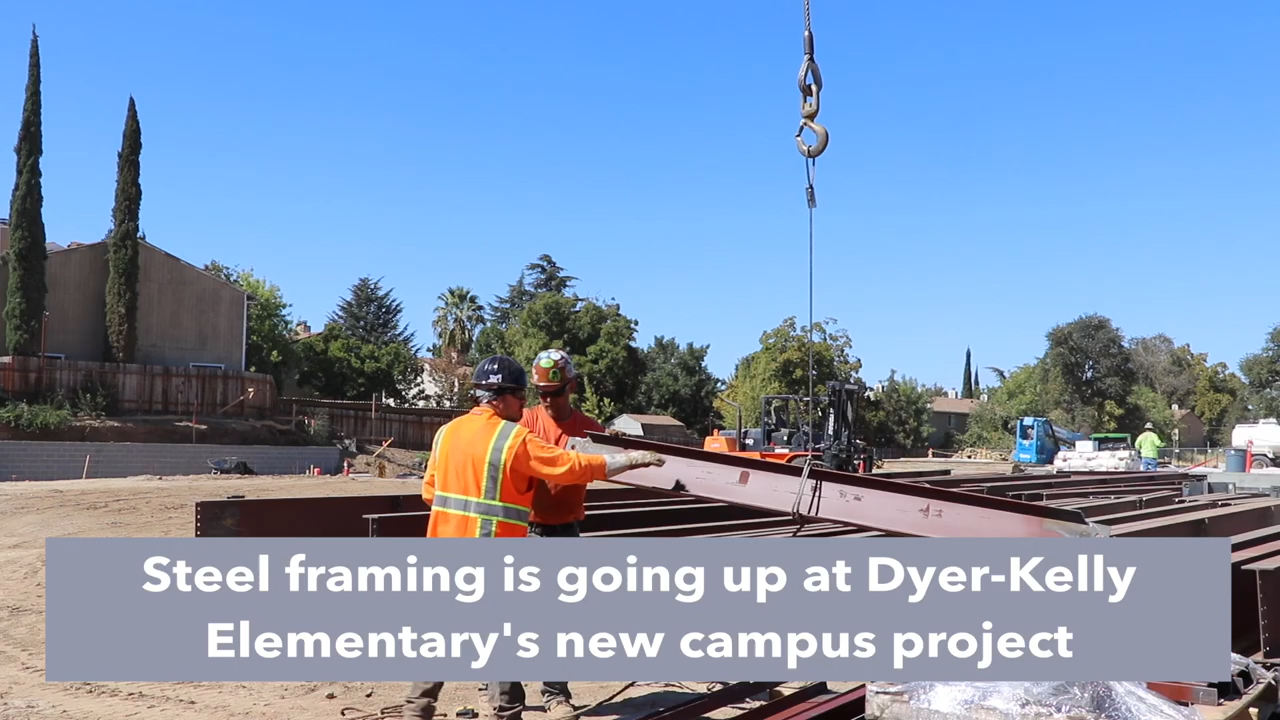 Steel framing is going up at Dyer-Kelly
Elementary's new campus project